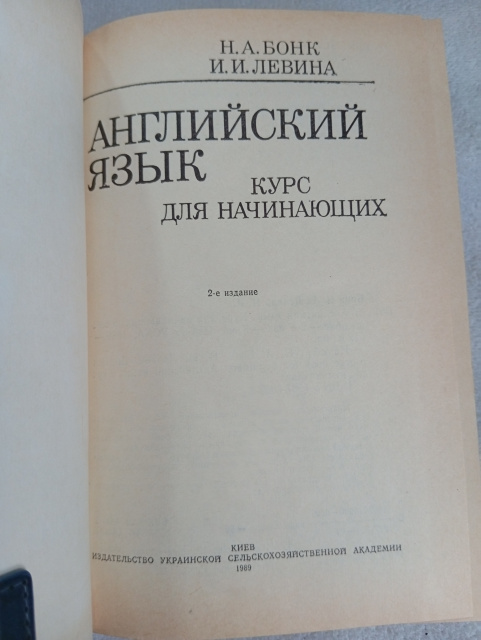 Н. А. БОНК
И. И. ЛЕВИНА
АНГЛИЙСКИЙ
ЯЗЫК
КУРС
ДЛЯ НАЧИНАЮЩИХ
2-е издание
КИЕВ
ИЗДАТЕЛЬСТВО УКРАИНСКОЙ СЕЛЬСКОХОЗЯЙСТВЕННОЙ АКАДЕМИИ
1989